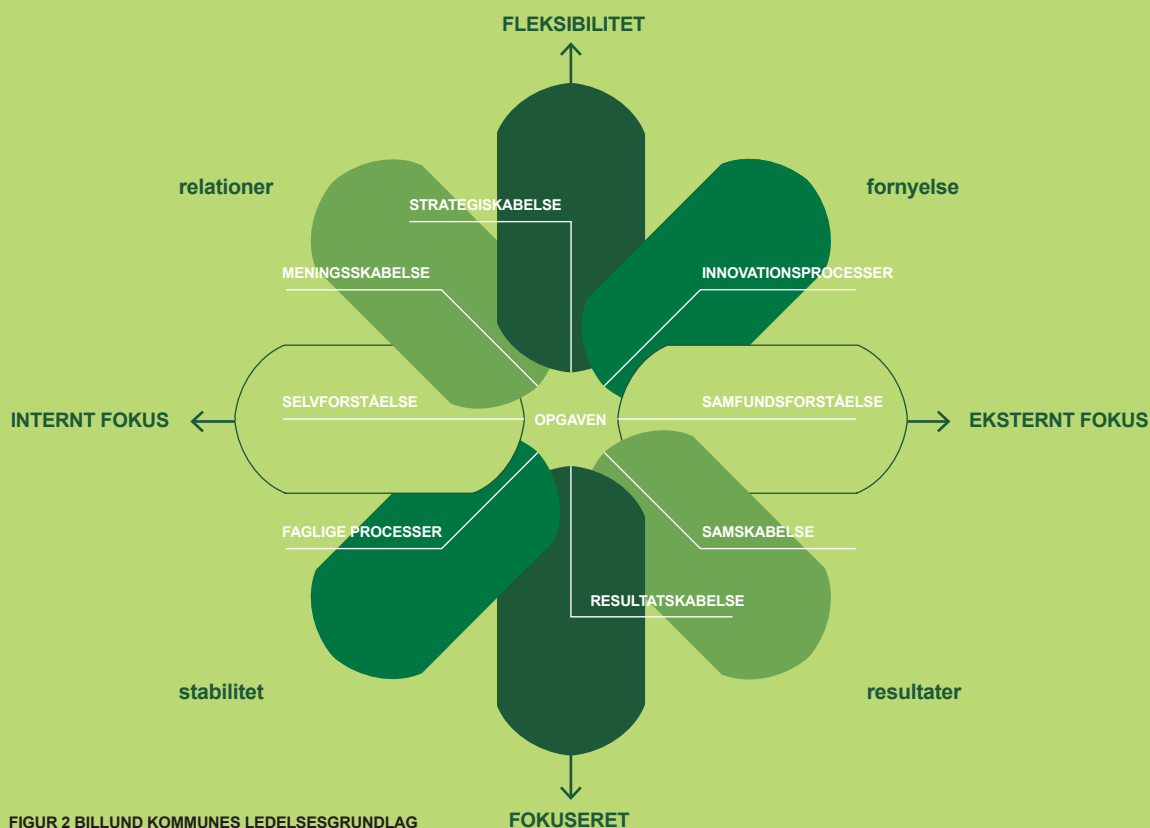 FLEKSIBILITET
relationer
fornyelse
STRATEGISKABELSE
MENINGSSKABELSE
INNOVATIONSPROCESSER
SELVFORSTÅELSE
SAMFUNDSFORSTÅELSE
INTERNT FOKUS
OPGAVEN
EKSTERNT FOKUS
FAGLIGE PROCESSER
SAMSKABELSE
RESULTATSKABELSE
stabilitet
resultater
FOKUSERET
FIGUR 2 BILLUND KOMMUNES LEDELSESGRUNDLAG